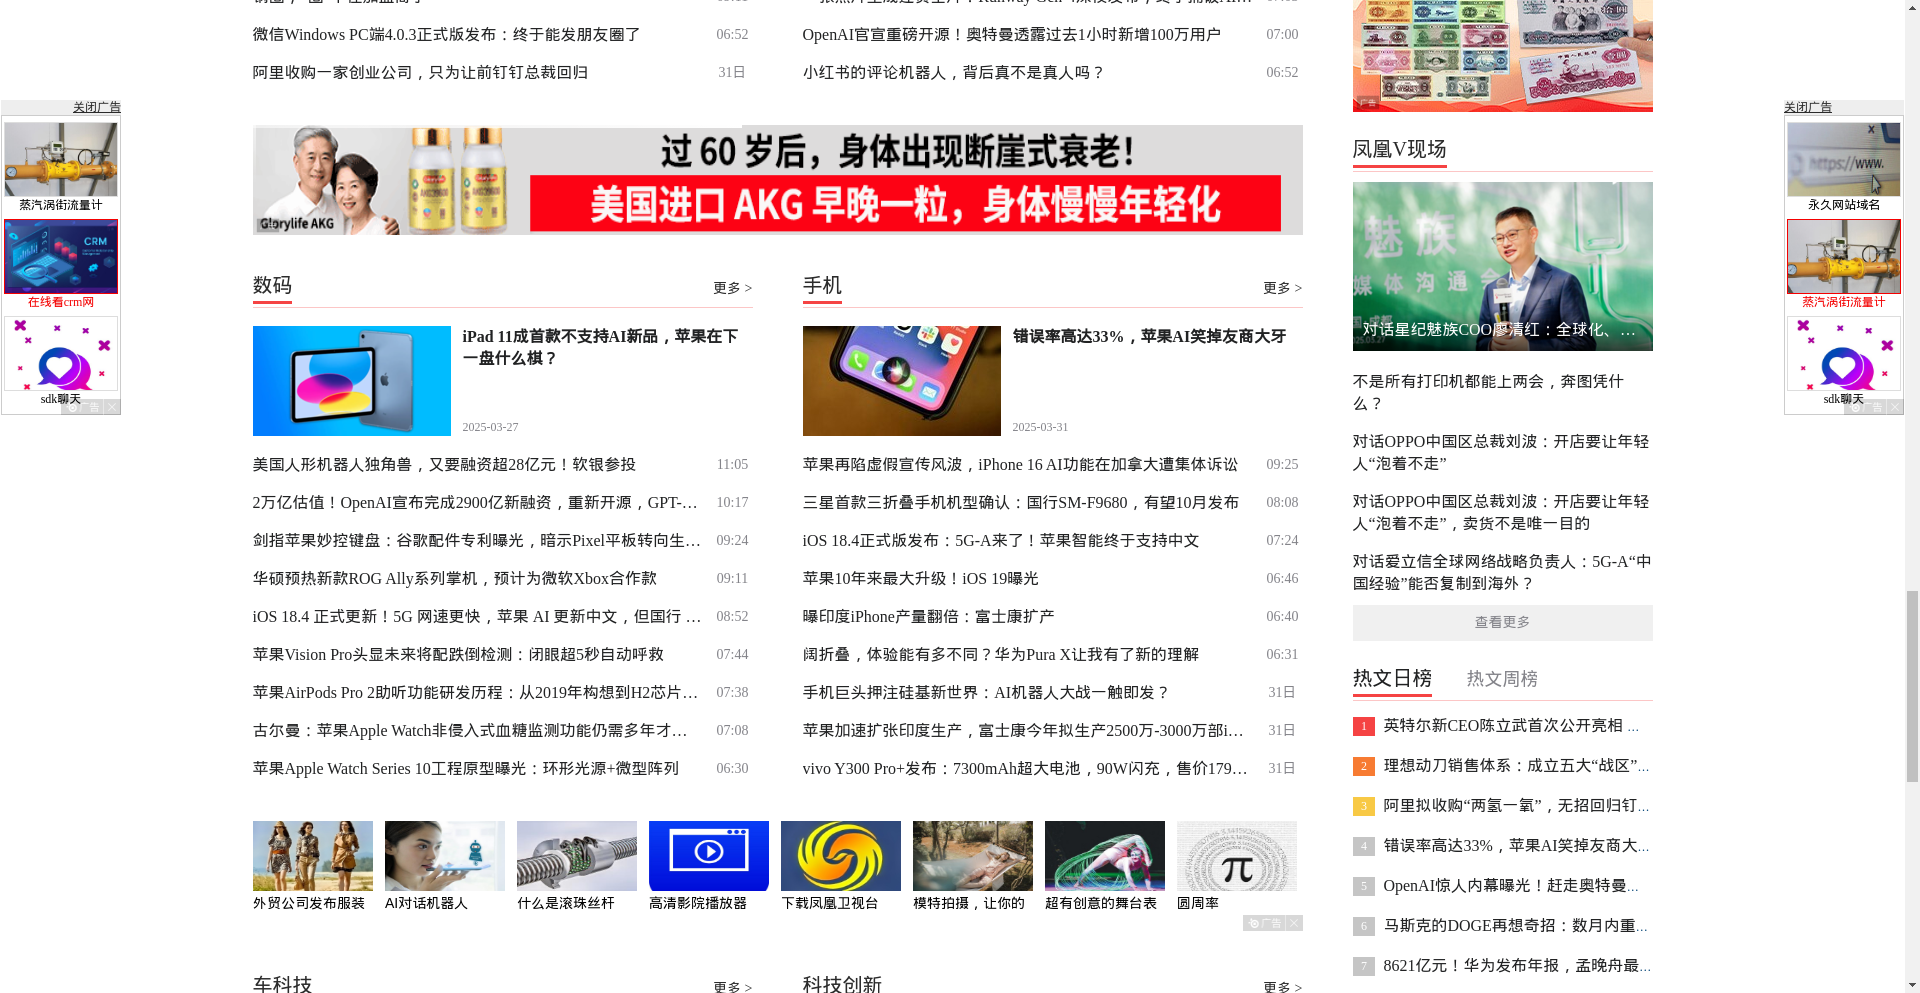 微信Windows PC端4.0.3正式版发布：终于能发朋友圈了 06:52
阿里收购一家创业公司，只为让前钉钉总裁回归 31日
OpenAI官宣重磅开源！奥特曼透露过去1小时新增100万用户 07:00
小红书的评论机器人，背后真不是真人吗？ 06:52
广告
关闭广告
蒸汽涡街流量计
CRM
在线看crm网
sdk聊天
广告
过 60 岁后，身体出现断崖式衰老！
美国进口 AKG 早晚一粒，身体慢慢年轻化
Glorylife AKG
数码
更多 >
iPad 11成首款不支持AI新品，苹果在下
一盘什么棋？
2025-03-27
美国人形机器人独角兽，又要融资超28亿元！软银参投 11:05
2万亿估值！OpenAI宣布完成2900亿新融资，重新开源，GPT-… 10:17
剑指苹果妙控键盘：谷歌配件专利曝光，暗示Pixel平板转向生… 09:24
华硕预热新款ROG Ally系列掌机，预计为微软Xbox合作款 09:11
iOS 18.4 正式更新！5G 网速更快，苹果 AI 更新中文，但国行 … 08:52
苹果Vision Pro头显未来将配跌倒检测：闭眼超5秒自动呼救 07:44
苹果AirPods Pro 2助听功能研发历程：从2019年构想到H2芯片… 07:38
古尔曼：苹果Apple Watch非侵入式血糖监测功能仍需多年才… 07:08
苹果Apple Watch Series 10工程原型曝光：环形光源+微型阵列 06:30
手机
更多 >
错误率高达33%，苹果AI笑掉友商大牙
2025-03-31
苹果再陷虚假宣传风波，iPhone 16 AI功能在加拿大遭集体诉讼 09:25
三星首款三折叠手机机型确认：国行SM-F9680，有望10月发布 08:08
iOS 18.4正式版发布：5G-A来了！苹果智能终于支持中文 07:24
苹果10年来最大升级！iOS 19曝光 06:46
曝印度iPhone产量翻倍：富士康扩产 06:40
阔折叠，体验能有多不同？华为Pura X让我有了新的理解 06:31
手机巨头押注硅基新世界：AI机器人大战一触即发？ 31日
苹果加速扩张印度生产，富士康今年拟生产2500万-3000万部i… 31日
vivo Y300 Pro+发布：7300mAh超大电池，90W闪充，售价179… 31日
外贸公司发布服装
AI对话机器人
什么是滚珠丝杆
高清影院播放器
下载凤凰卫视台
模特拍摄，让你的
超有创意的舞台表
π
圆周率
广告
车科技
更多 >
科技创新
更多 >
凤凰V现场
魅族
媒体沟通会
对话星纪魅族COO廖清红：全球化、…
不是所有打印机都能上两会，奔图凭什
么？
对话OPPO中国区总裁刘波：开店要让年轻
人“泡着不走”
对话OPPO中国区总裁刘波：开店要让年轻
人“泡着不走”，卖货不是唯一目的
对话爱立信全球网络战略负责人：5G-A“中
国经验”能否复制到海外？
查看更多
热文日榜
热文周榜
1 英特尔新CEO陈立武首次公开亮相 …
2 理想动刀销售体系：成立五大“战区”…
3 阿里拟收购“两氢一氧”，无招回归钉…
4 错误率高达33%，苹果AI笑掉友商大…
5 OpenAI惊人内幕曝光！赶走奥特曼…
6 马斯克的DOGE再想奇招：数月内重…
7 8621亿元！华为发布年报，孟晚舟最…
关闭广告
https://www.
永久网站域名
蒸汽涡街流量计
sdk聊天
广告